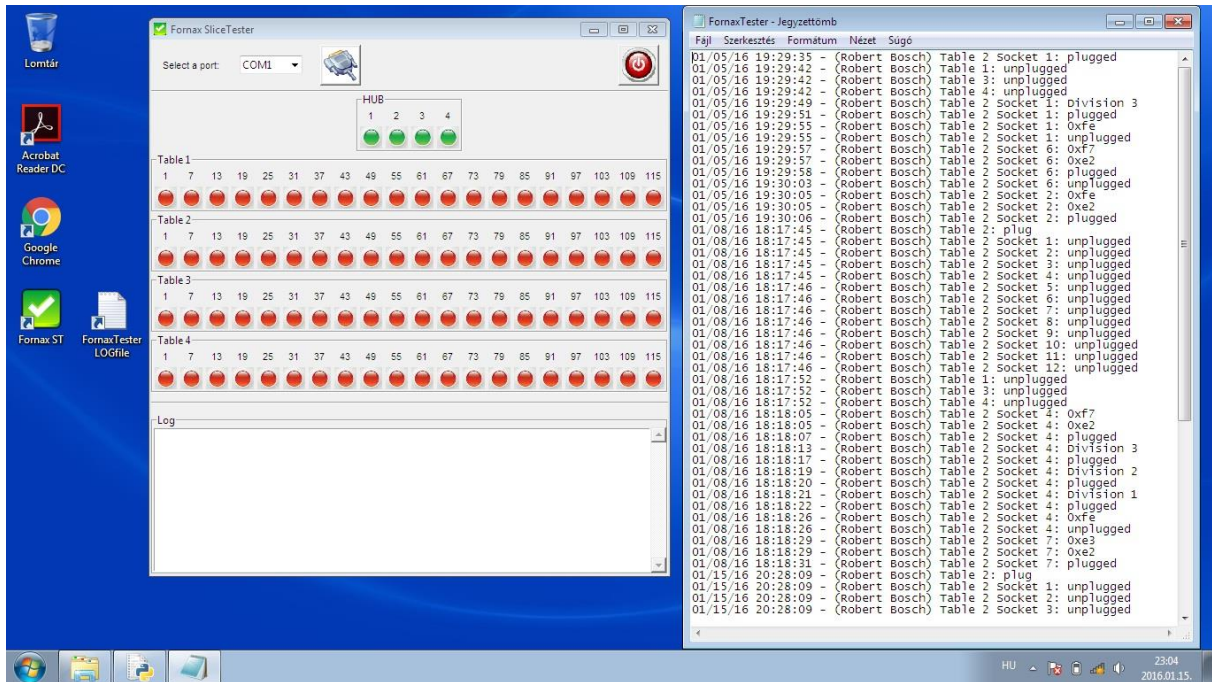 Lomtár
Acrobat
Reader DC
Google
Chrome
Fornax ST
FornaxTester
LOGfile
Fornax SliceTester
Select a port:
COM1
HUB
1 2 3 4
Table 1
1 7 13 19 25 31 37 43 49 55 61 67 73 79 85 91 97 103 109 115
Table 2
1 7 13 19 25 31 37 43 49 55 61 67 73 79 85 91 97 103 109 115
Table 3
1 7 13 19 25 31 37 43 49 55 61 67 73 79 85 91 97 103 109 115
Table 4
1 7 13 19 25 31 37 43 49 55 61 67 73 79 85 91 97 103 109 115
Log
FornaxTester - Jegyzettömb
Fájl Szerkesztés Formátum Nézet Súgó
01/05/16 19:29:35 - (Robert Bosch) Table 2 Socket 1: plugged
01/05/16 19:29:42 - (Robert Bosch) Table 1: unplugged
01/05/16 19:29:42 - (Robert Bosch) Table 3: unplugged
01/05/16 19:29:42 - (Robert Bosch) Table 4: unplugged
01/05/16 19:29:49 - (Robert Bosch) Table 2 Socket 1: Division 3
01/05/16 19:29:51 - (Robert Bosch) Table 2 Socket 1: plugged
01/05/16 19:29:55 - (Robert Bosch) Table 2 Socket 1: 0xfe
01/05/16 19:29:55 - (Robert Bosch) Table 2 Socket 1: unplugged
01/05/16 19:29:57 - (Robert Bosch) Table 2 Socket 6: 0xf7
01/05/16 19:29:57 - (Robert Bosch) Table 2 Socket 6: 0xe2
01/05/16 19:29:58 - (Robert Bosch) Table 2 Socket 6: plugged
01/05/16 19:30:03 - (Robert Bosch) Table 2 Socket 6: unplugged
01/05/16 19:30:05 - (Robert Bosch) Table 2 Socket 2: 0xfe
01/05/16 19:30:05 - (Robert Bosch) Table 2 Socket 2: 0xe2
01/05/16 19:30:06 - (Robert Bosch) Table 2 Socket 2: plugged
01/08/16 18:17:45 - (Robert Bosch) Table 2: plug
01/08/16 18:17:45 - (Robert Bosch) Table 2 Socket 1: unplugged
01/08/16 18:17:45 - (Robert Bosch) Table 2 Socket 2: unplugged
01/08/16 18:17:45 - (Robert Bosch) Table 2 Socket 3: unplugged
01/08/16 18:17:45 - (Robert Bosch) Table 2 Socket 4: unplugged
01/08/16 18:17:46 - (Robert Bosch) Table 2 Socket 5: unplugged
01/08/16 18:17:46 - (Robert Bosch) Table 2 Socket 6: unplugged
01/08/16 18:17:46 - (Robert Bosch) Table 2 Socket 7: unplugged
01/08/16 18:17:46 - (Robert Bosch) Table 2 Socket 8: unplugged
01/08/16 18:17:46 - (Robert Bosch) Table 2 Socket 9: unplugged
01/08/16 18:17:46 - (Robert Bosch) Table 2 Socket 10: unplugged
01/08/16 18:17:46 - (Robert Bosch) Table 2 Socket 11: unplugged
01/08/16 18:17:46 - (Robert Bosch) Table 2 Socket 12: unplugged
01/08/16 18:17:52 - (Robert Bosch) Table 1: unplugged
01/08/16 18:17:52 - (Robert Bosch) Table 3: unplugged
01/08/16 18:17:52 - (Robert Bosch) Table 4: unplugged
01/08/16 18:18:05 - (Robert Bosch) Table 2 Socket 4: 0xf7
01/08/16 18:18:05 - (Robert Bosch) Table 2 Socket 4: 0xe2
01/08/16 18:18:07 - (Robert Bosch) Table 2 Socket 4: plugged
01/08/16 18:18:13 - (Robert Bosch) Table 2 Socket 4: Division 3
01/08/16 18:18:17 - (Robert Bosch) Table 2 Socket 4: plugged
01/08/16 18:18:19 - (Robert Bosch) Table 2 Socket 4: Division 2
01/08/16 18:18:20 - (Robert Bosch) Table 2 Socket 4: plugged
01/08/16 18:18:21 - (Robert Bosch) Table 2 Socket 4: Division 1
01/08/16 18:18:22 - (Robert Bosch) Table 2 Socket 4: plugged
01/08/16 18:18:26 - (Robert Bosch) Table 2 Socket 4: 0xfe
01/08/16 18:18:26 - (Robert Bosch) Table 2 Socket 4: unplugged
01/08/16 18:18:29 - (Robert Bosch) Table 2 Socket 7: 0xe3
01/08/16 18:18:29 - (Robert Bosch) Table 2 Socket 7: 0xe2
01/08/16 18:18:31 - (Robert Bosch) Table 2 Socket 7: plugged
01/15/16 20:28:09 - (Robert Bosch) Table 2: plug
01/15/16 20:28:09 - (Robert Bosch) Table 2 Socket 1: unplugged
01/15/16 20:28:09 - (Robert Bosch) Table 2 Socket 2: unplugged
01/15/16 20:28:09 - (Robert Bosch) Table 2 Socket 3: unplugged
HU
23:04
2016.01.15.